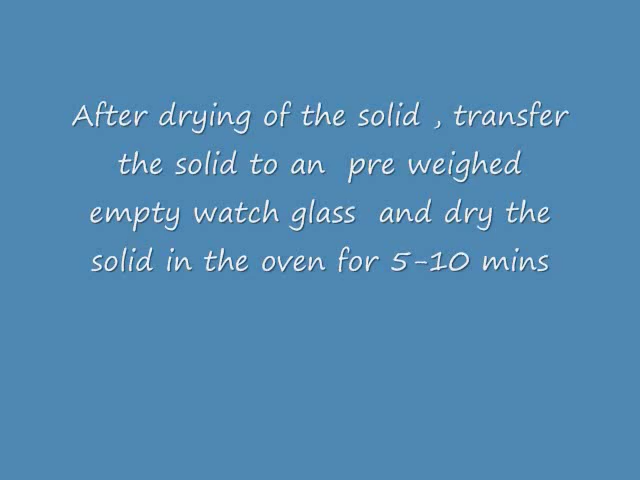 After drying of the solid , transfer
the solid to an  pre weighed
empty watch glass  and dry the
solid in the oven for 5-10 mins